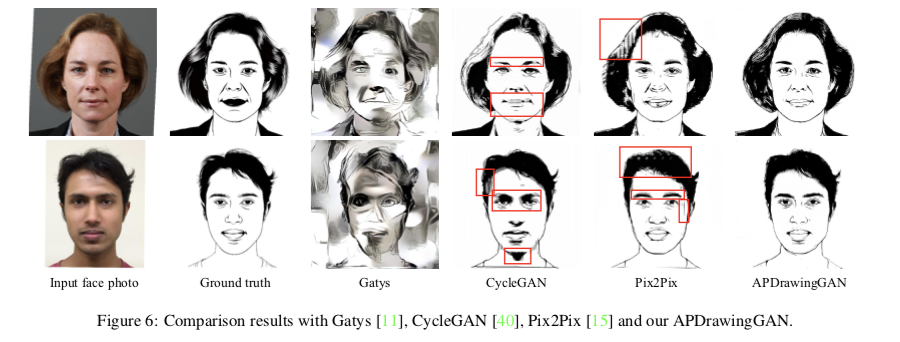 Input face photo Ground truth Gatys CycleGAN Pix2Pix APDrawingGAN
Figure 6: Comparison results with Gatys [11], CycleGAN [40], Pix2Pix [15] and our APDrawingGAN.